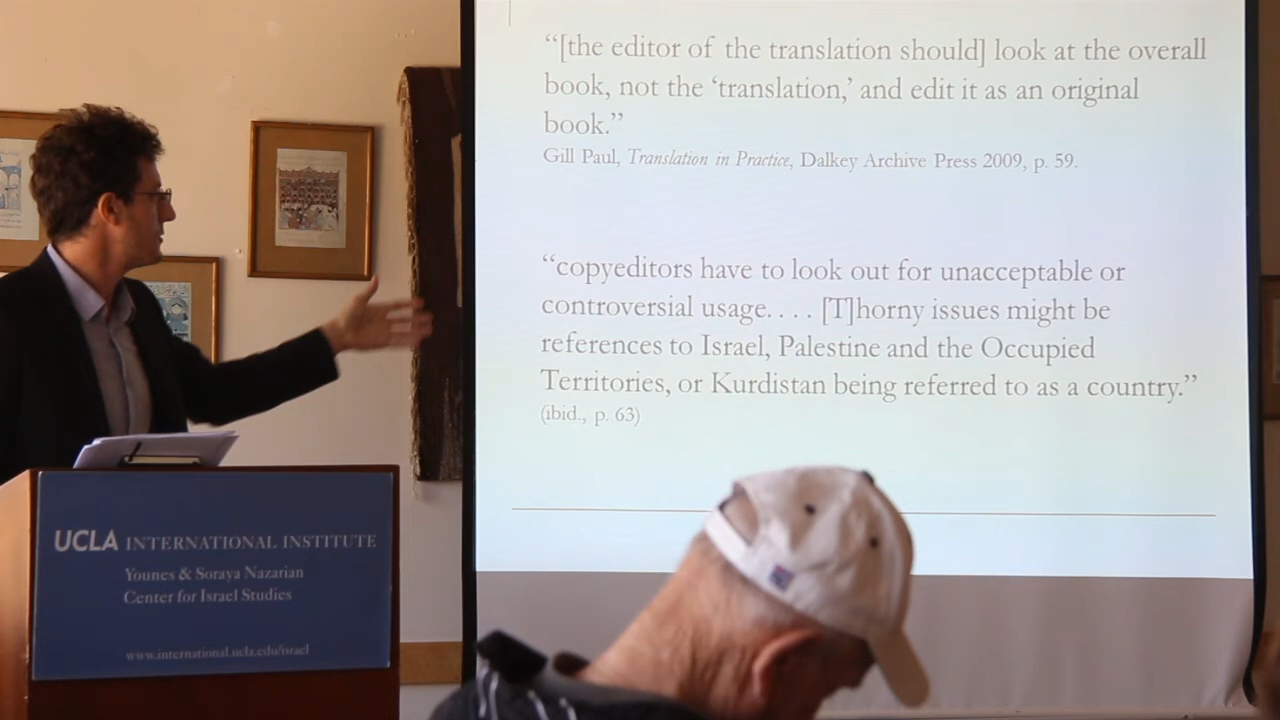 “[the editor of the translation should] look at the overall
book, not the ‘translation,’ and edit it as an original
book.”
Gill Paul, Translation in Practice, Dalkey Archive Press 2009, p. 59.
“copyeditors have to look out for unacceptable or
controversial usage. . . . [T]horny issues might be
references to Israel, Palestine and the Occupied
Territories, or Kurdistan being referred to as a country.”
(ibid., p. 63)
UCLA INTERNATIONAL INSTITUTE
Younes & Soraya Nazarian
Center for Israel Studies
www.international.ucla.edu/israel